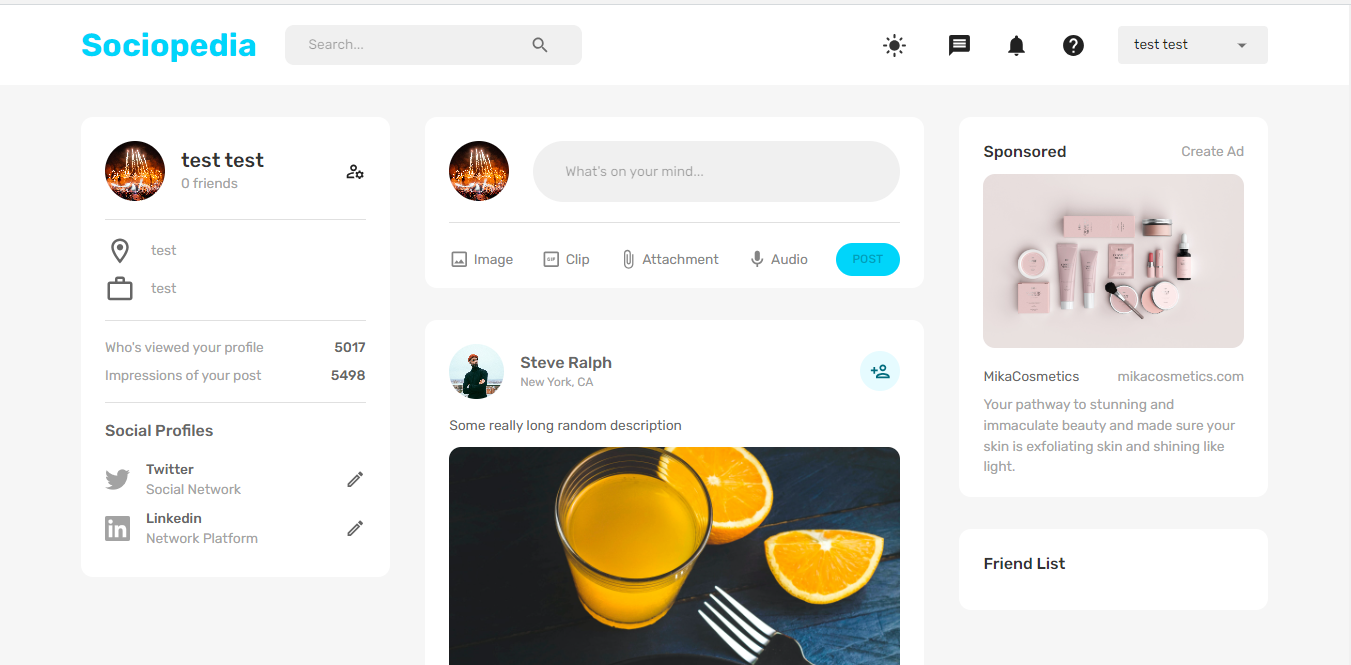 Sociopedia
Search...
test test
test test
0 friends
test
test
Who's viewed your profile 5017
Impressions of your post 5498
Social Profiles
Twitter
Social Network
Linkedin
Network Platform
What's on your mind...
Image
Clip
Attachment
Audio
POST
Steve Ralph
New York, CA
Some really long random description
Sponsored
Create Ad
MikaCosmetics
mikacosmetics.com
Your pathway to stunning and
immaculate beauty and made sure your
skin is exfoliating skin and shining like
light.
Friend List